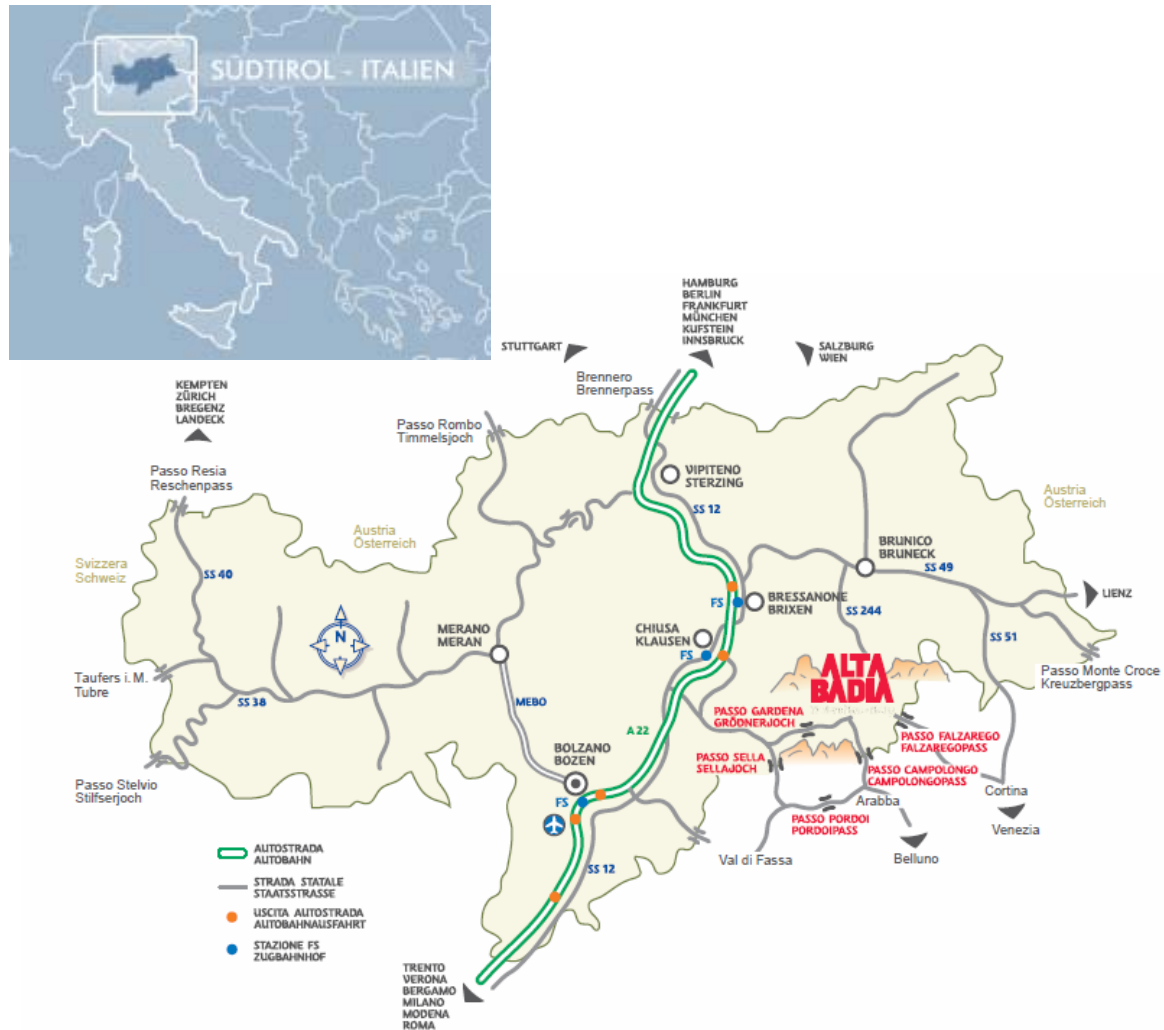 SÜDTIROL - ITALIEN
HAMBURG
BERLIN
FRANKFURT
MÜNCHEN
KUFSTEIN
INNSBRUCK
STUTTGART
SALZBURG
WIEN
KEMPTEN
ZÜRICH
BREGENZ
LANDECK
Brennero
Brennerpass
Passo Rombo
Timmelsjoch
Passo Resia
Reschenpass
VIPITENO
STERZING
SS 12
Austria
Österreich
Austria
Österreich
Svizzera
Schweiz
SS 40
BRUNICO
BRUNECK
SS 49
LIENZ
FS
BRESSANONE
BRIXEN
SS 244
SS 51
N
MERANO
MERAN
CHIUSA
KLAUSEN
FS
ALTA
BADIA
Passo Monte Croce
Kreuzbergpass
Taufers i. M.
Tubre
SS 38
MEBO
A 22
PASSO GARDENA
GRÖDNERJOCH
PASSO FALZAREGO
FALZAREGOPASS
PASSO SELLA
SELLAJOCH
PASSO CAMPOLONGO
CAMPOLONGOPASS
BOLZANO
BOZEN
FS
Passo Stelvio
Stilfserjoch
Arabba
Cortina
PASSO PORDOI
PORDOIPASS
Venezia
Val di Fassa
Belluno
SS 12
AUTOSTRADA
AUTOBAHN
STRADA STATALE
STAATSSTRASSE
USCITA AUTOSTRADA
AUTOBAHNAUSFAHRT
STAZIONE FS
ZUGBAHNHOF
TRENTO
VERONA
BERGAMO
MILANO
MODENA
ROMA